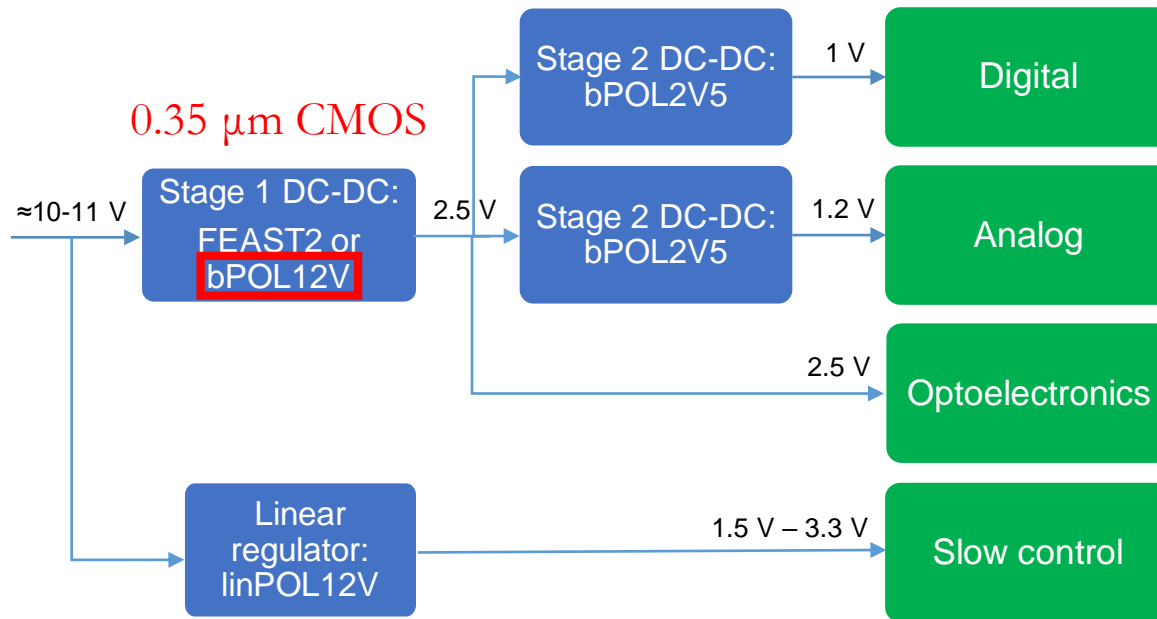 Stage 2 DC-DC:
bPOL2V5
1 V
Digital
0.35 µm CMOS
≈10-11 V
Stage 1 DC-DC:
FEAST2 or
bPOL12V
2.5 V
Stage 2 DC-DC:
bPOL2V5
1.2 V
Analog
2.5 V
Optoelectronics
Linear
regulator:
linPOL12V
1.5 V – 3.3 V
Slow control